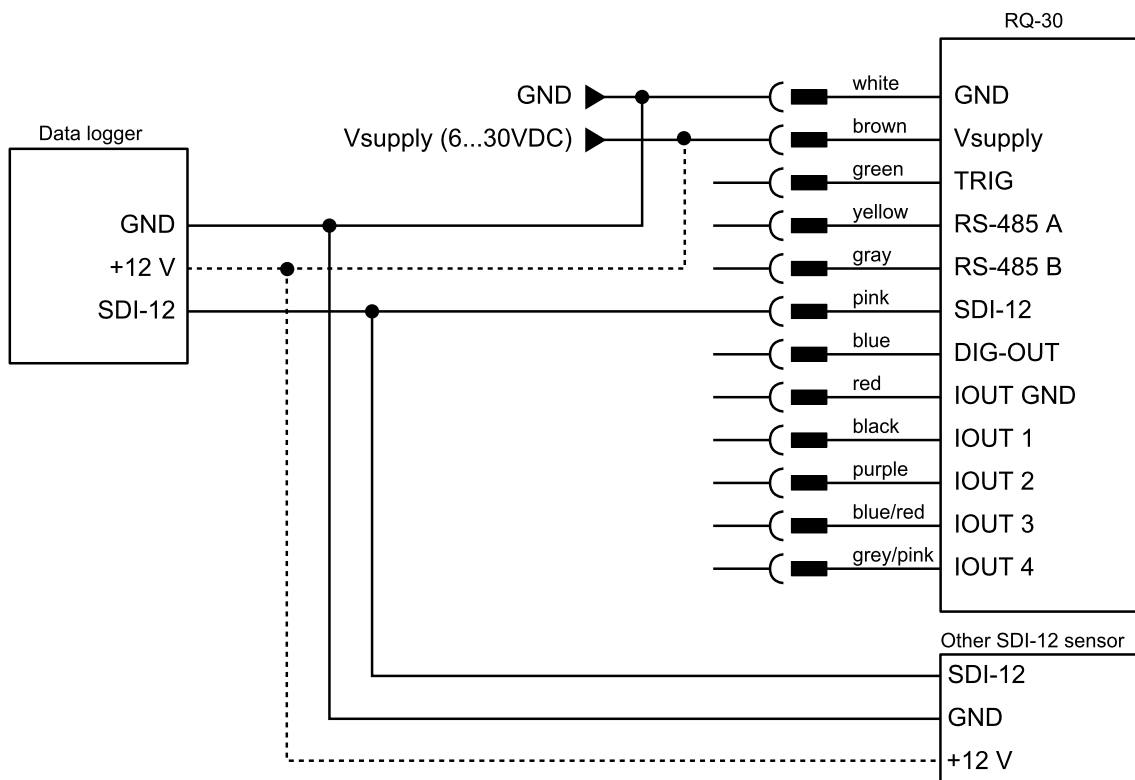 RQ-30
GND
white
GND
Data logger
Vsupply (6...30VDC)
brown
Vsupply
green
TRIG
GND
yellow
RS-485 A
+12 V
gray
RS-485 B
SDI-12
pink
SDI-12
blue
DIG-OUT
red
IOUT GND
black
IOUT 1
purple
IOUT 2
blue/red
IOUT 3
grey/pink
IOUT 4
Other SDI-12 sensor
SDI-12
GND
+12 V